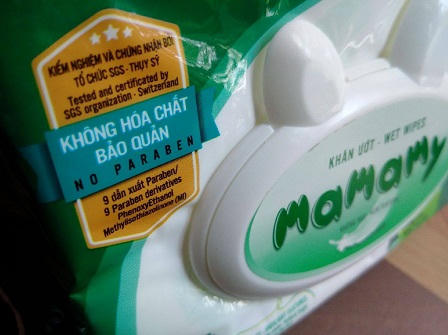 KIỂM NGHIỆM VÀ CHỨNG NHẬN BỞI
TỔ CHỨC SGS - THỤY SỸ
Tested and certificated by
SGS organization - Switzerland
KHÔNG HÓA CHẤT
BẢO QUẢN
NO PARABEN
9 dẫn xuất Paraben/
9 Paraben derivatives
PhenoxyEthanol
Methylisothiazolinone (MI)
KHĂN ƯỚT - WET WIPES
Mamamy